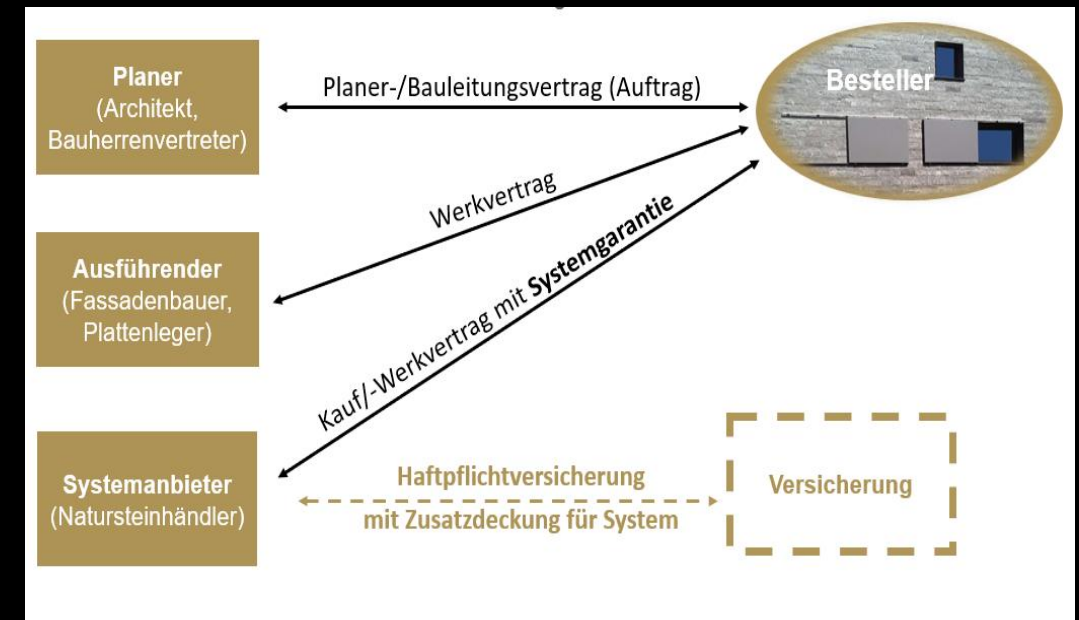 Planer
(Architekt,
Bauherrenvertreter)
Planer-/Bauleitungsvertrag (Auftrag)
Besteller
Werkvertrag
Ausführender
(Fassadenbauer,
Plattenleger)
Kauf/-Werkvertrag mit Systemgarantie
Systemanbieter
(Natursteinhändler)
Haftpflichtversicherung
mit Zusatzdeckung für System
Versicherung